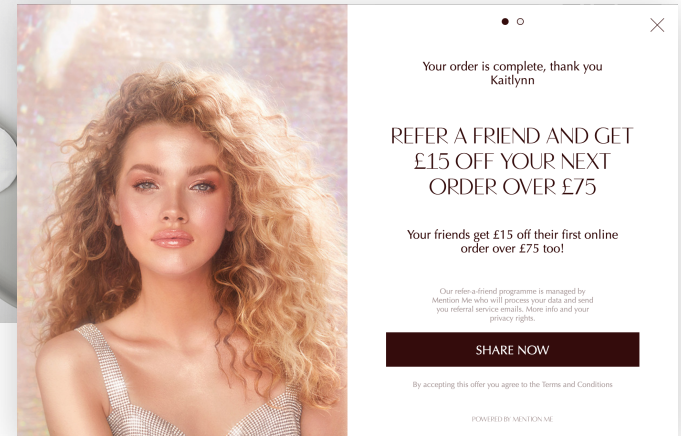 Your order is complete, thank you
Kaitlynn
REFER A FRIEND AND GET
£15 OFF YOUR NEXT
ORDER OVER £75
Your friends get £15 off their first online
order over £75 too!
Our refer-a-friend programme is managed by
Mention Me who will process your data and send
you referral service emails. More info and your
privacy rights.
SHARE NOW
By accepting this offer you agree to the Terms and Conditions
POWERED BY MENTION ME